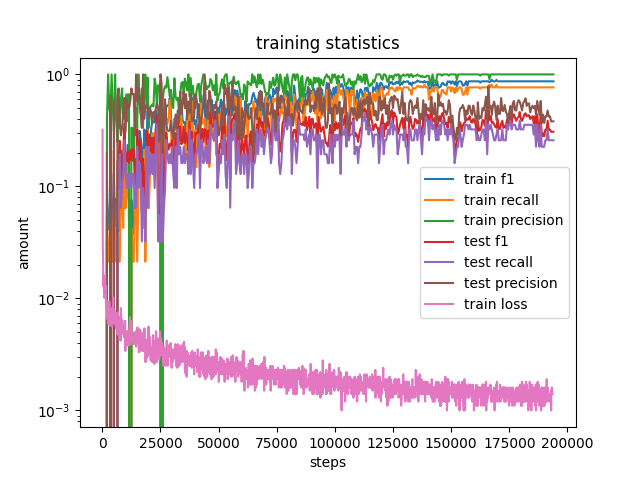 training statistics
10⁰
10⁻¹
10⁻²
10⁻³
amount
train f1
train recall
train precision
test f1
test recall
test precision
train loss
0 25000 50000 75000 100000 125000 150000 175000 200000
steps